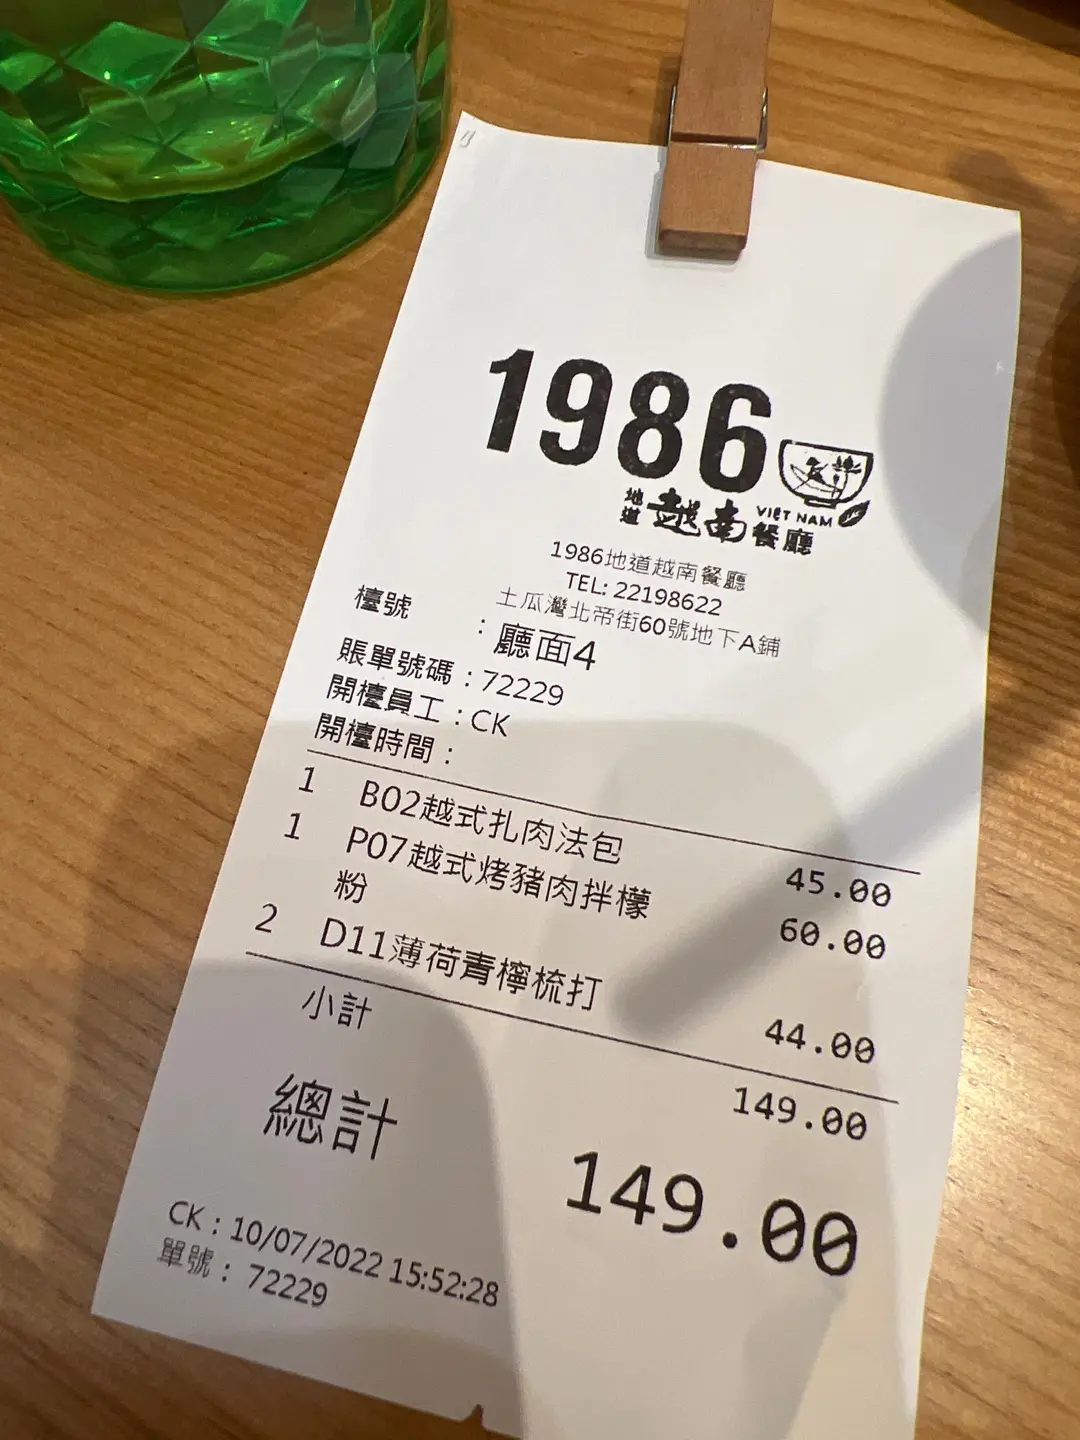 1986
地道越南餐廳
VIET NAM
1986地道越南餐廳
TEL: 22198622
土瓜灣北帝街60號地下A鋪
檯號 : 廳面4
賬單號碼 : 72229
開檯員工 : CK
開檯時間 :
1 B02越式扎肉法包 45.00
1 P07越式烤豬肉拌檬粉 60.00
2 D11薄荷青檸梳打 44.00
小計 149.00
總計 149.00
CK : 10/07/2022 15:52:28
單號 : 72229